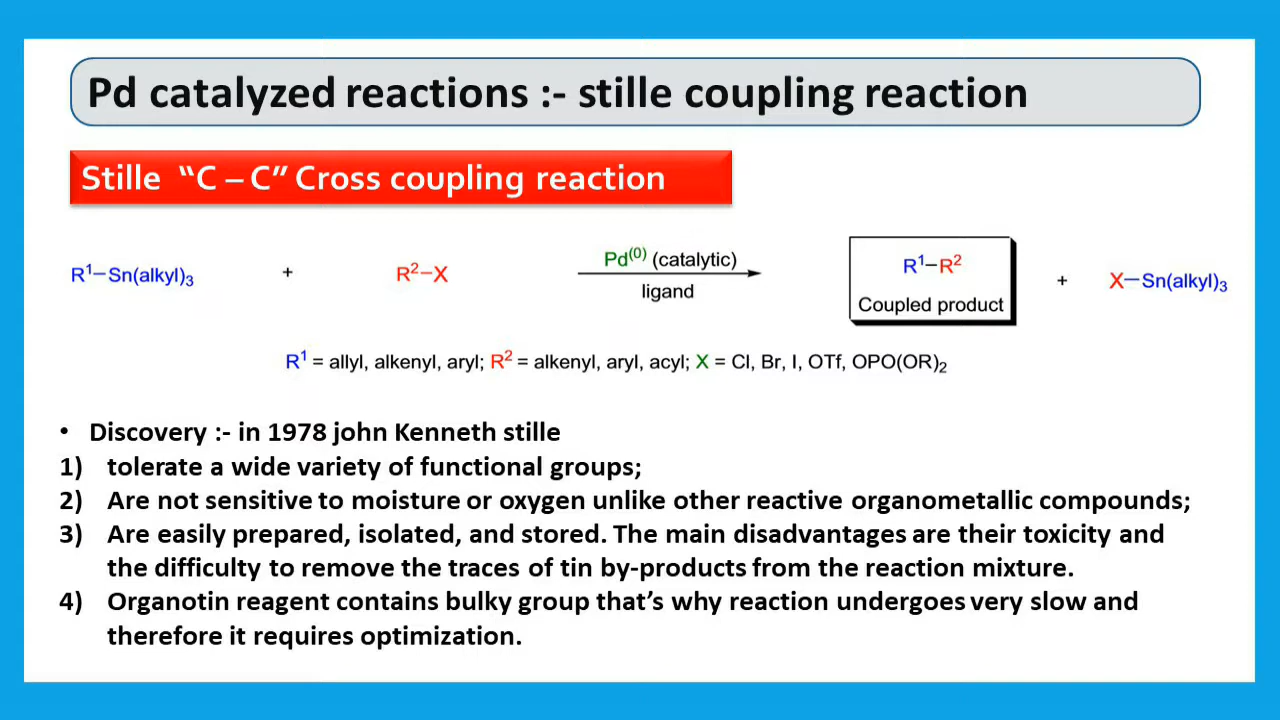 Pd catalyzed reactions :- stille coupling reaction
Stille “C – C” Cross coupling reaction
R¹–Sn(alkyl)₃ + R²–X Pd⁽⁰⁾ (catalytic) ligand R¹–R² Coupled product + X–Sn(alkyl)₃
R¹ = allyl, alkenyl, aryl; R² = alkenyl, aryl, acyl; X = Cl, Br, I, OTf, OPO(OR)₂
• Discovery :- in 1978 john Kenneth stille
1) tolerate a wide variety of functional groups;
2) Are not sensitive to moisture or oxygen unlike other reactive organometallic compounds;
3) Are easily prepared, isolated, and stored. The main disadvantages are their toxicity and
the difficulty to remove the traces of tin by-products from the reaction mixture.
4) Organotin reagent contains bulky group that’s why reaction undergoes very slow and
therefore it requires optimization.